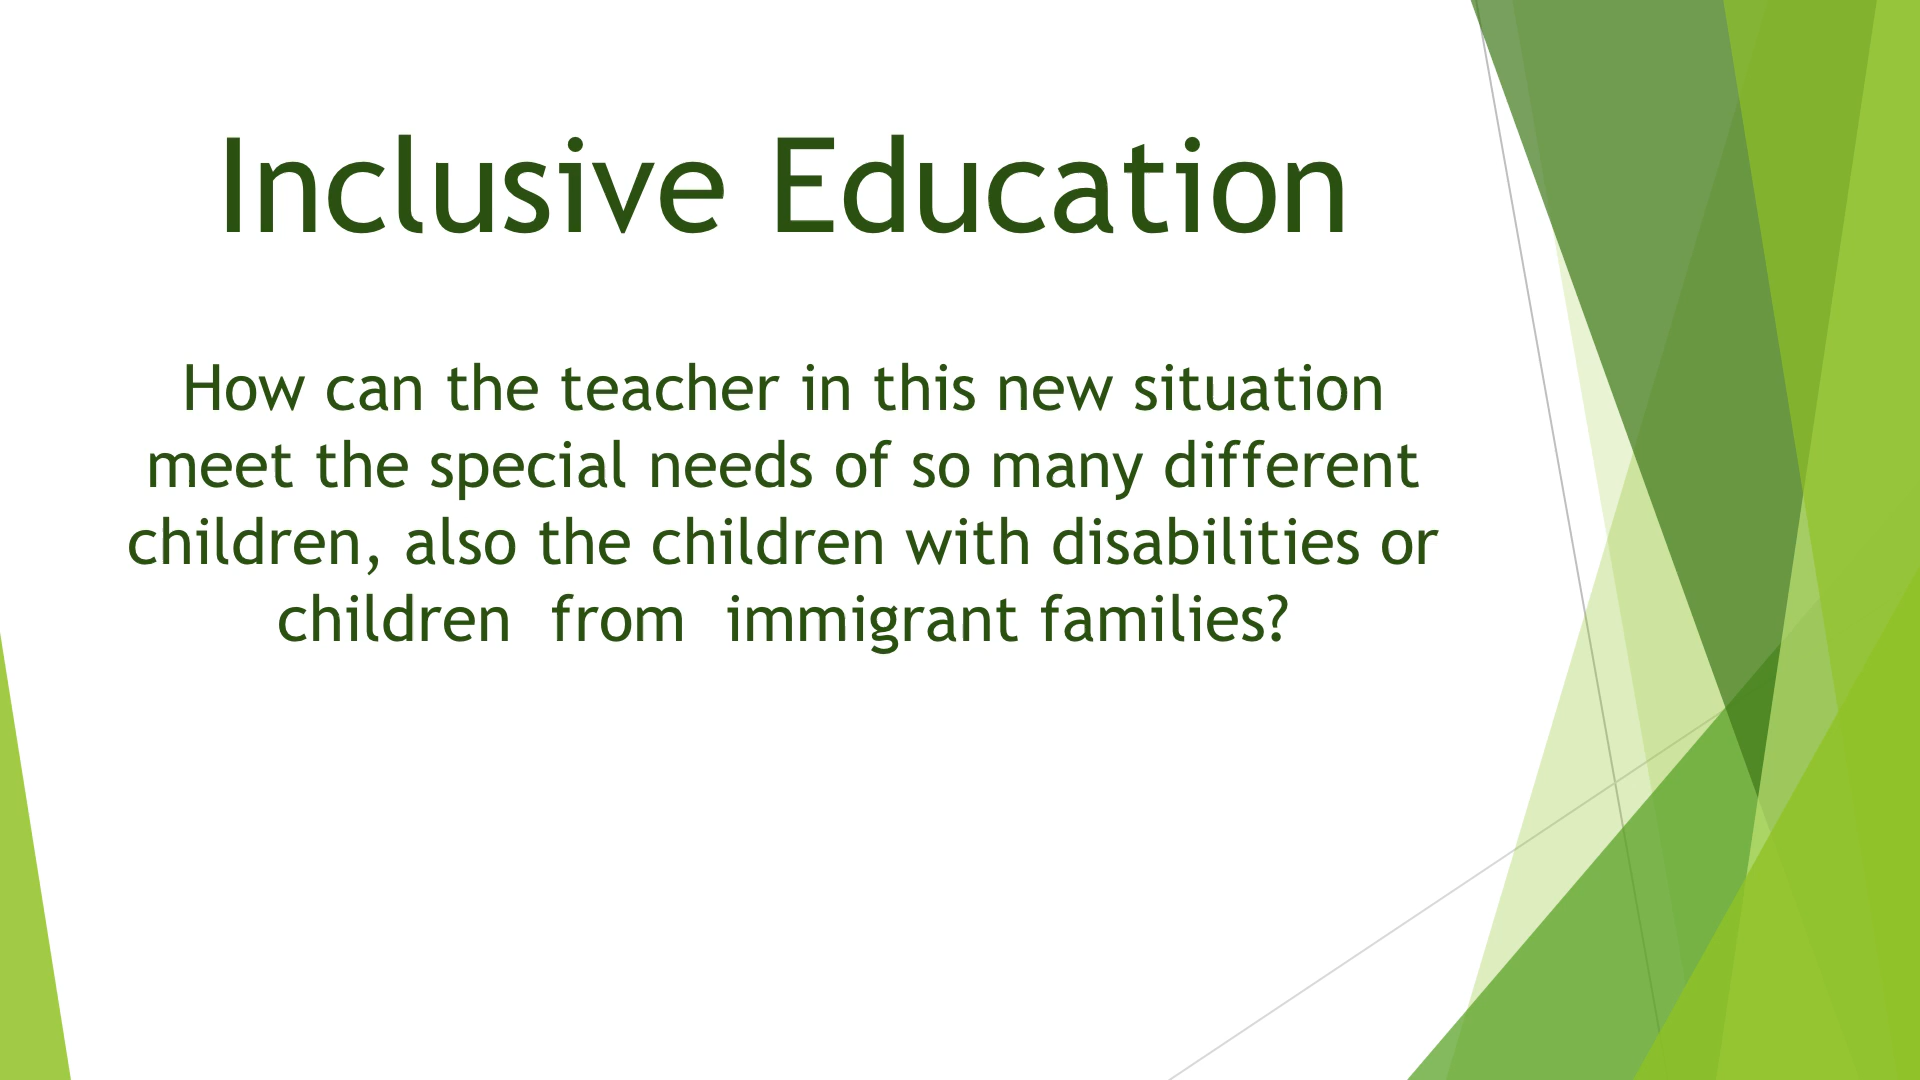 Inclusive Education
How can the teacher in this new situation
meet the special needs of so many different
children, also the children with disabilities or
children  from  immigrant families?